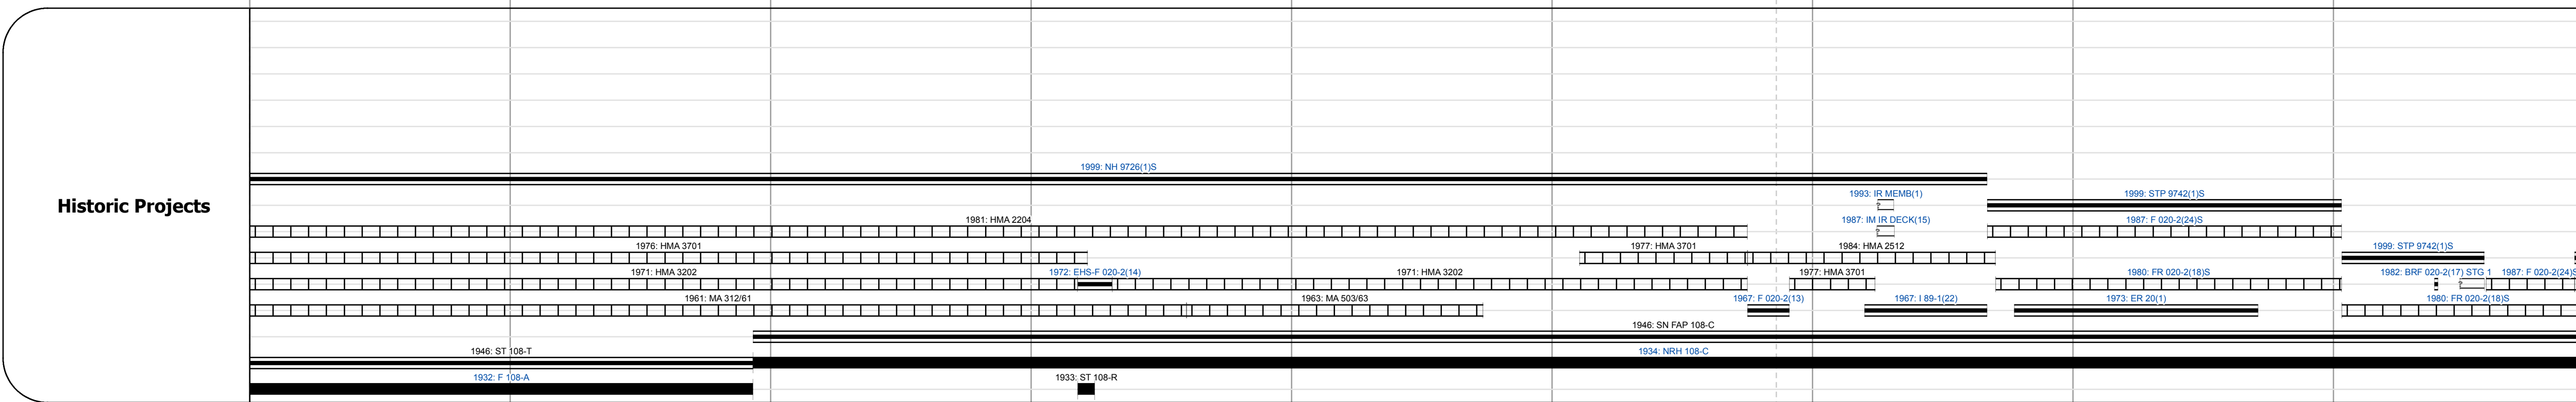 Historic Projects
1999: NH 9726(1)S
1993: IR MEMB(1)
1999: STP 9742(1)S
1981: HMA 2204
1987: IM IR DECK(15)
1987: F 020-2(24)S
1976: HMA 3701
1977: HMA 3701
1984: HMA 2512
1999: STP 9742(1)S
1971: HMA 3202
1972: EHS-F 020-2(14)
1971: HMA 3202
1977: HMA 3701
1980: FR 020-2(18)S
1982: BRF 020-2(17) STG 1
1987: F 020-2(24)S
1961: MA 312/61
1963: MA 503/63
1967: F 020-2(13)
1967: I 89-1(22)
1973: ER 20(1)
1980: FR 020-2(18)S
1946: SN FAP 108-C
1946: ST 108-T
1934: NRH 108-C
1932: F 108-A
1933: ST 108-R